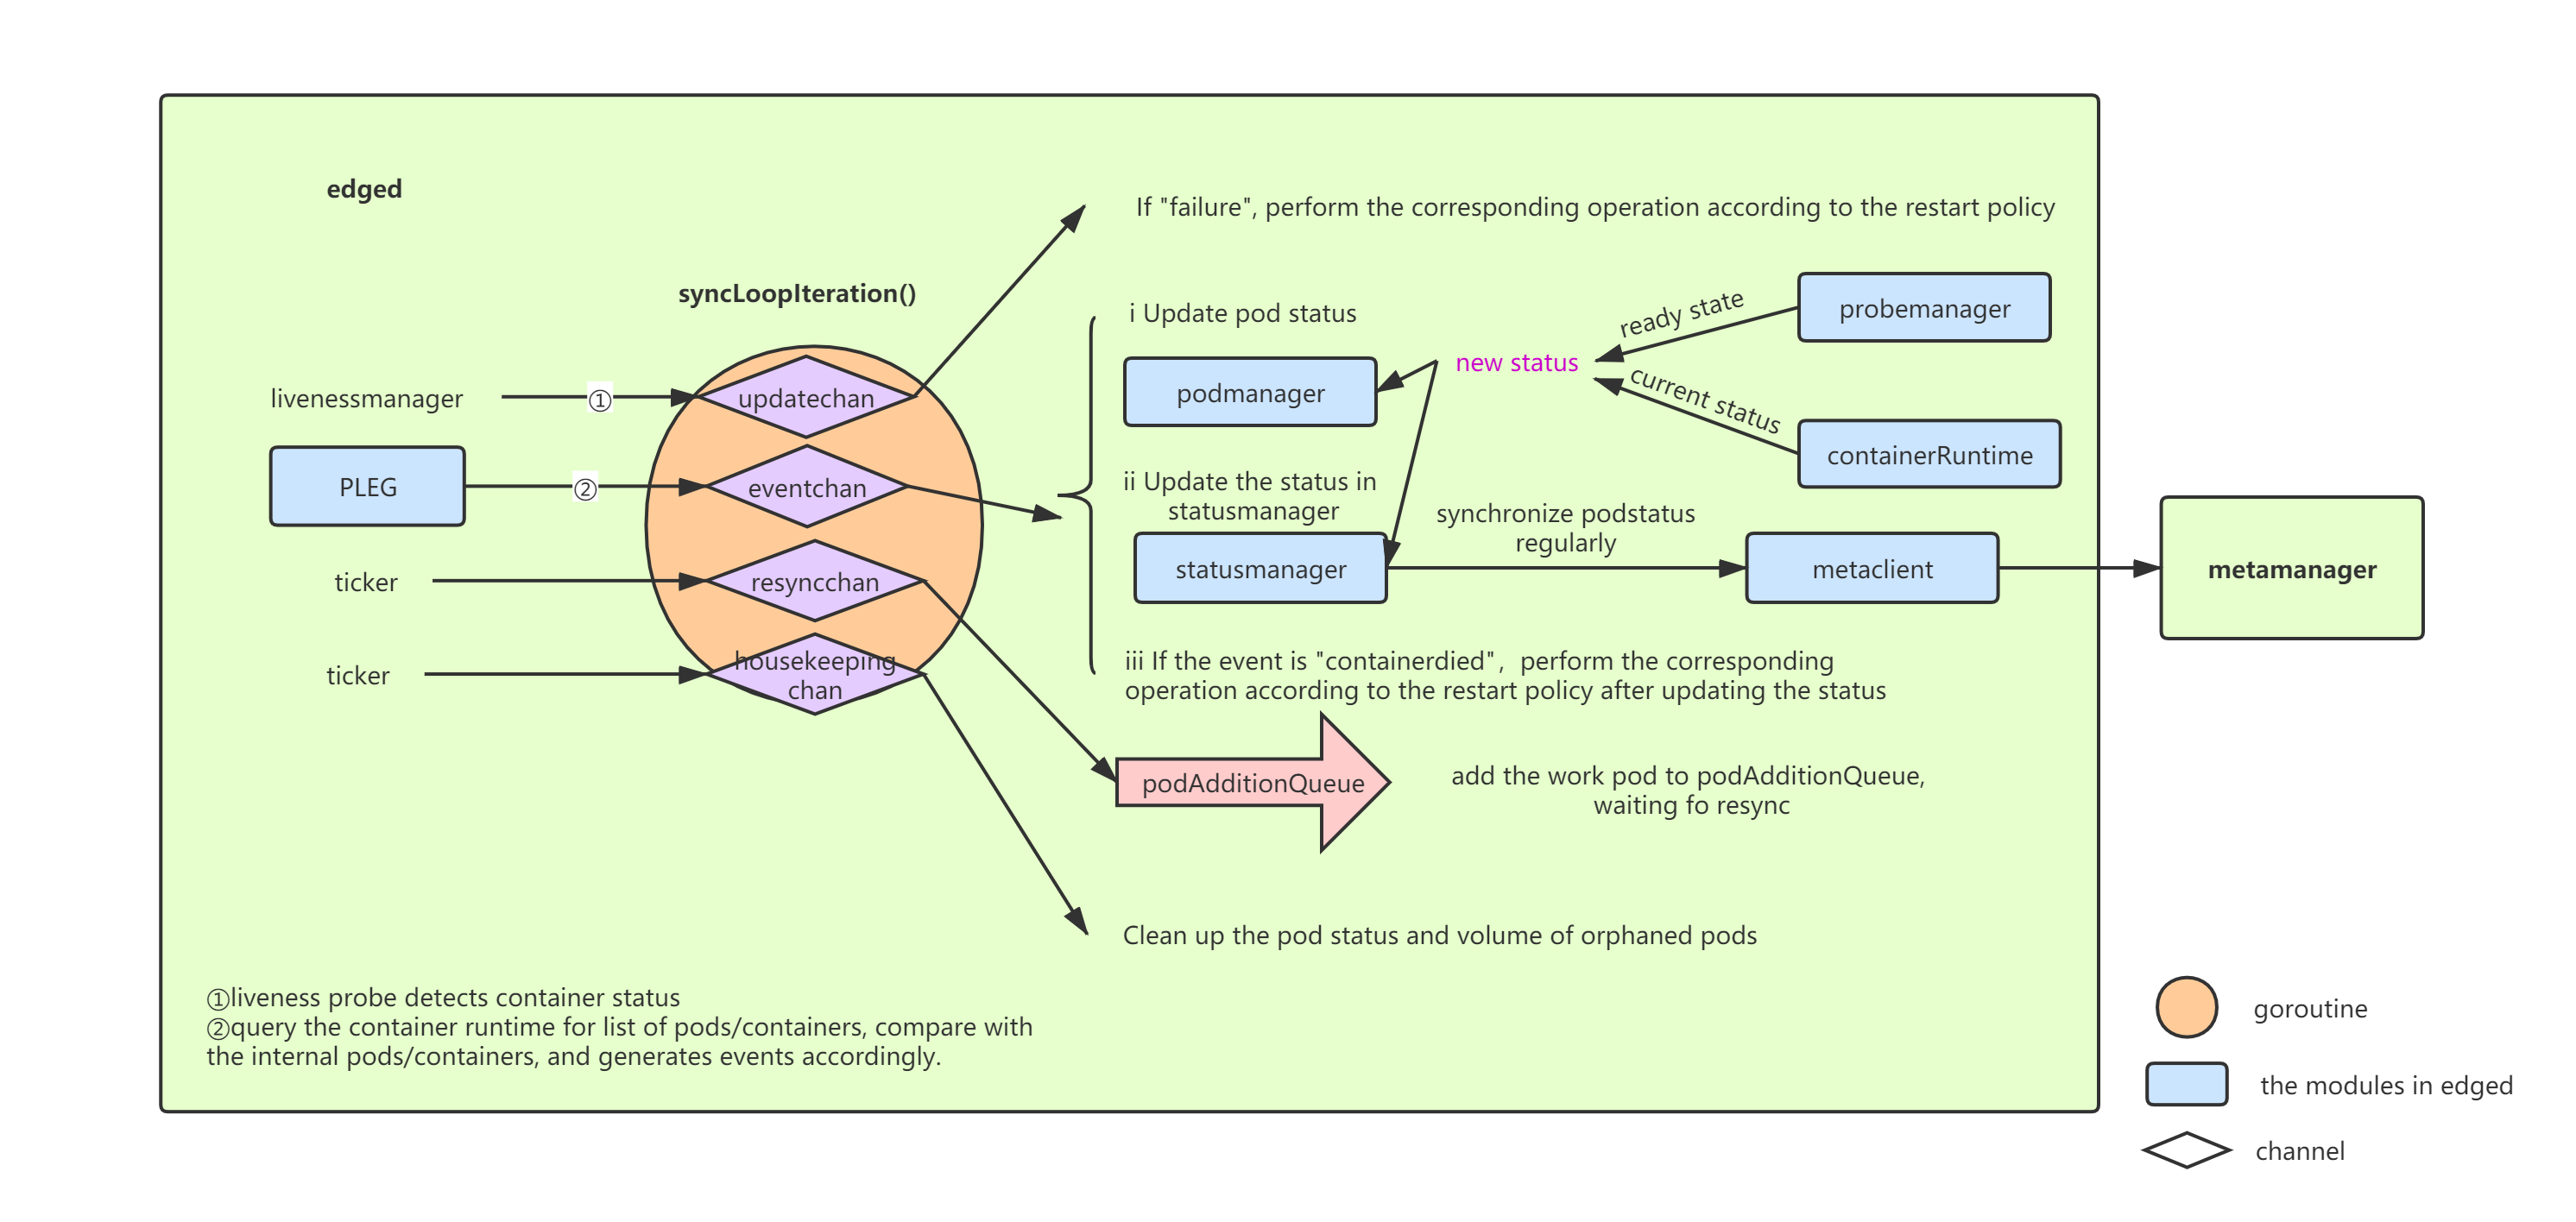 edged
If "failure", perform the corresponding operation according to the restart policy
syncLoopIteration()
i Update pod status
ready state
probemanager
livenessmanager
①
updatechan
podmanager
new status
current status
containerRuntime
PLEG
②
eventchan
ii Update the status in
statusmanager
statusmanager
synchronize podstatus
regularly
metaclient
metamanager
ticker
resyncchan
ticker
housekeeping
chan
iii If the event is "containerdied", perform the corresponding
operation according to the restart policy after updating the status
podAdditionQueue
add the work pod to podAdditionQueue,
waiting fo resync
Clean up the pod status and volume of orphaned pods
①liveness probe detects container status
②query the container runtime for list of pods/containers, compare with
the internal pods/containers, and generates events accordingly.
goroutine
the modules in edged
channel